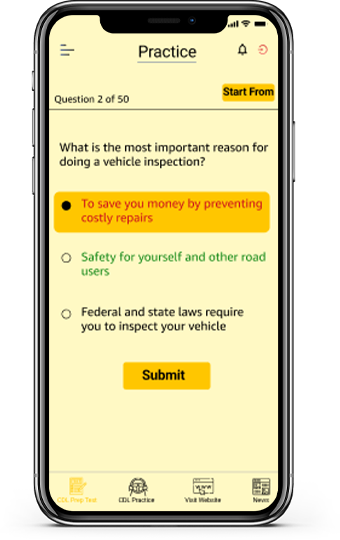 Practice
Start From
Question 2 of 50
What is the most important reason for
doing a vehicle inspection?
To save you money by preventing
costly repairs
Safety for yourself and other road
users
Federal and state laws require
you to inspect your vehicle
Submit
CDL Prep Test
CDL Practice
WWW
Visit Website
News